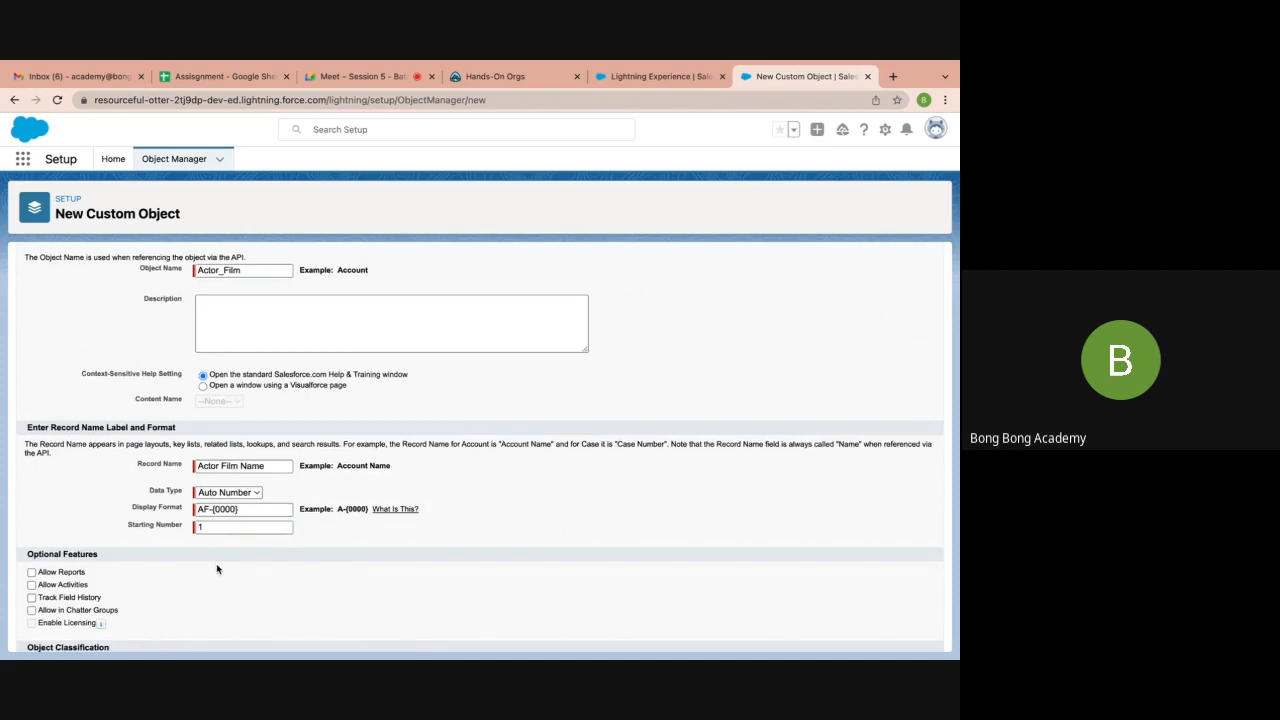 Inbox (6) - academy@bong
Assisgnment - Google She
Meet – Session 5 - Bat
Hands-On Orgs
Lightning Experience | Sale
New Custom Object | Sales
resourceful-otter-2tj9dp-dev-ed.lightning.force.com/lightning/setup/ObjectManager/new
B
Search Setup
Setup
Home
Object Manager
SETUP
New Custom Object
The Object Name is used when referencing the object via the API.
Object Name Actor_Film Example: Account
Description
Context-Sensitive Help Setting Open the standard Salesforce.com Help & Training window
Open a window using a Visualforce page
Content Name --None--
Enter Record Name Label and Format
The Record Name appears in page layouts, key lists, related lists, lookups, and search results. For example, the Record Name for Account is "Account Name" and for Case it is "Case Number". Note that the Record Name field is always called "Name" when referenced via
the API.
Record Name Actor Film Name Example: Account Name
Data Type Auto Number
Display Format AF-{0000} Example: A-{0000} What Is This?
Starting Number 1
Optional Features
Allow Reports
Allow Activities
Track Field History
Allow in Chatter Groups
Enable Licensing i
Object Classification
B
Bong Bong Academy